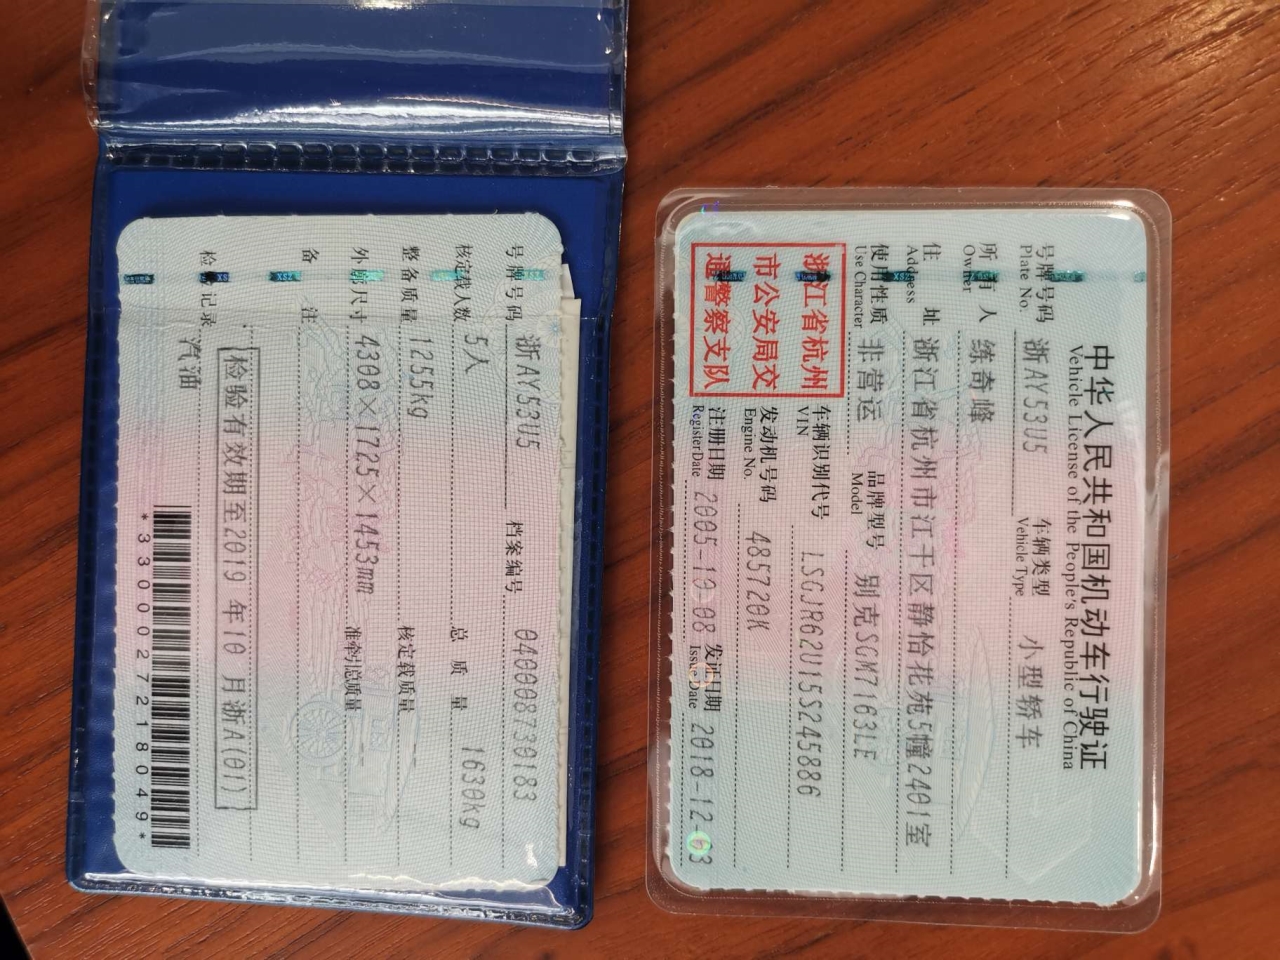 中华人民共和国机动车行驶证
Vehicle License of the People's Republic of China
号牌号码 浙AY53U5 车辆类型 小型轿车
Plate No. Vehicle Type
所有人 练奇峰
Owner
住址 浙江省杭州市江干区静怡花苑5幢2401室
Address
使用性质 非营运 品牌型号 别克SGM7163LE
Use Character Model
浙江省杭州
市公安局交
通警察支队
车辆识别代号 LSGJR62U15S245886
VIN
发动机号码 485720K
Engine No.
注册日期 2005-10-08 发证日期 2018-12-03
Register Date Issue Date
号牌号码 浙AY53U5 档案编号 040008730183
核定载人数 5人 总质量 1630kg
整备质量 1255kg 核定载质量 --
外廓尺寸 4308×1725×1453mm 准牵引总质量 --
备注
检验有效期至2019 年10 月浙A(01)
检验记录
汽油
*3300027218049*